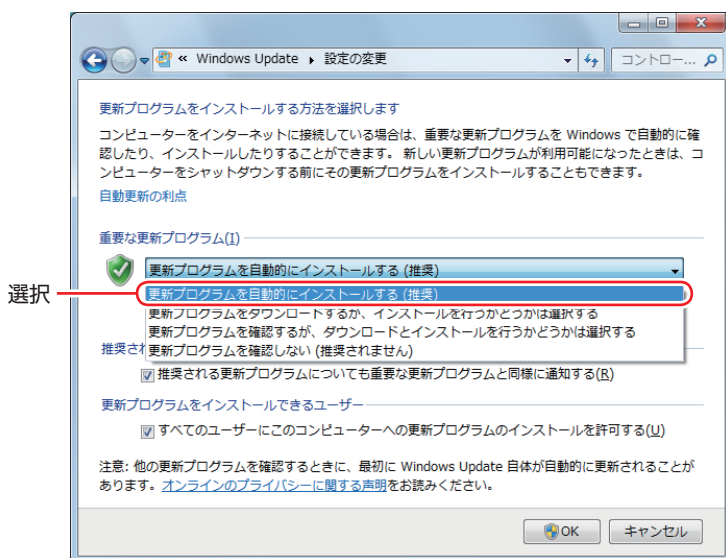 « Windows Update ▸ 設定の変更
コントロー...
更新プログラムをインストールする方法を選択します
コンピューターをインターネットに接続している場合は、重要な更新プログラムを Windows で自動的に確
認したり、インストールしたりすることができます。 新しい更新プログラムが利用可能になったときは、コ
ンピューターをシャットダウンする前にその更新プログラムをインストールすることもできます。
自動更新の利点
重要な更新プログラム(I)
更新プログラムを自動的にインストールする (推奨)
選択
更新プログラムを自動的にインストールする (推奨)
更新プログラムをダウンロードするが、インストールを行うかどうかは選択する
更新プログラムを確認するが、ダウンロードとインストールを行うかどうかは選択する
推奨され
更新プログラムを確認しない (推奨されません)
推奨される更新プログラムについても重要な更新プログラムと同様に通知する(R)
更新プログラムをインストールできるユーザー
すべてのユーザーにこのコンピューターへの更新プログラムのインストールを許可する(U)
注意: 他の更新プログラムを確認するときに、最初に Windows Update 自体が自動的に更新されることが
あります。オンラインのプライバシーに関する声明をお読みください。
OK
キャンセル